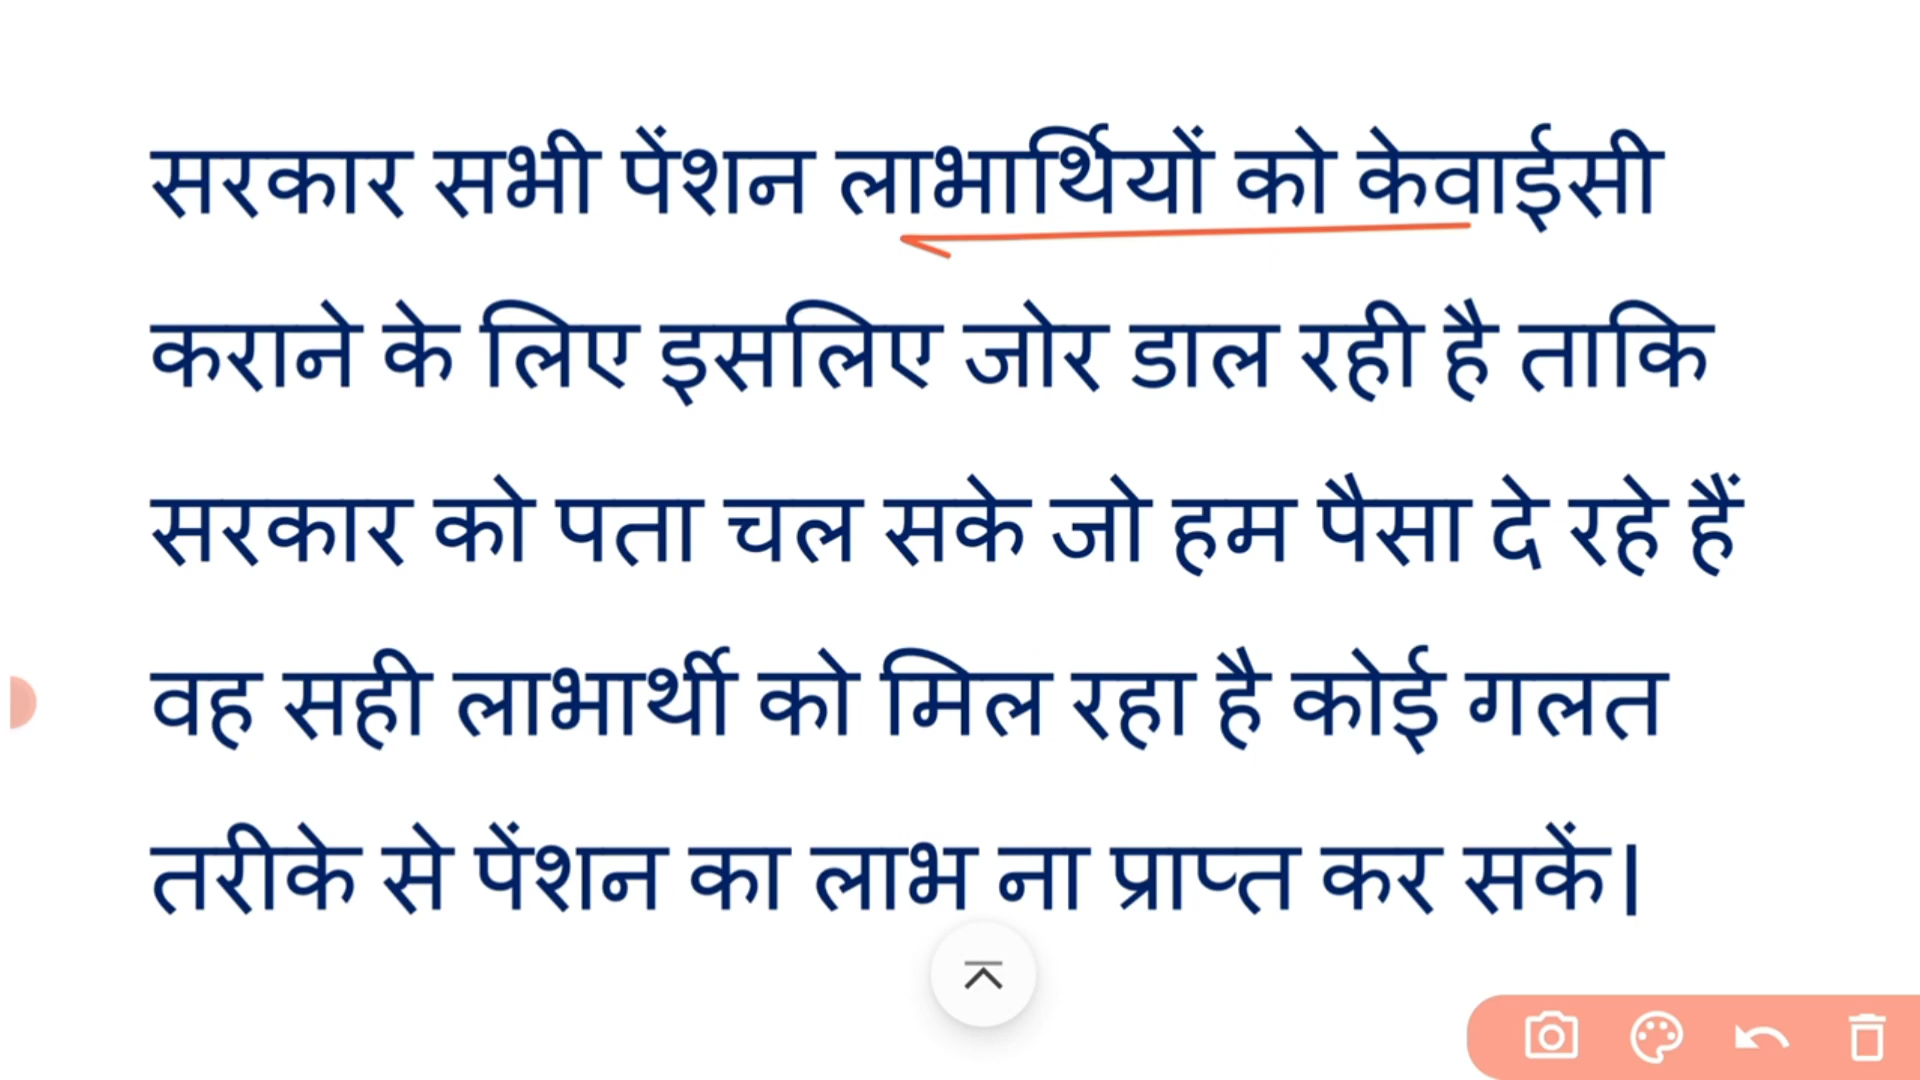 सरकार सभी पेंशन लाभार्थियों को केवाईसी
कराने के लिए इसलिए जोर डाल रही है ताकि
सरकार को पता चल सके जो हम पैसा दे रहे हैं
वह सही लाभार्थी को मिल रहा है कोई गलत
तरीके से पेंशन का लाभ ना प्राप्त कर सकें।